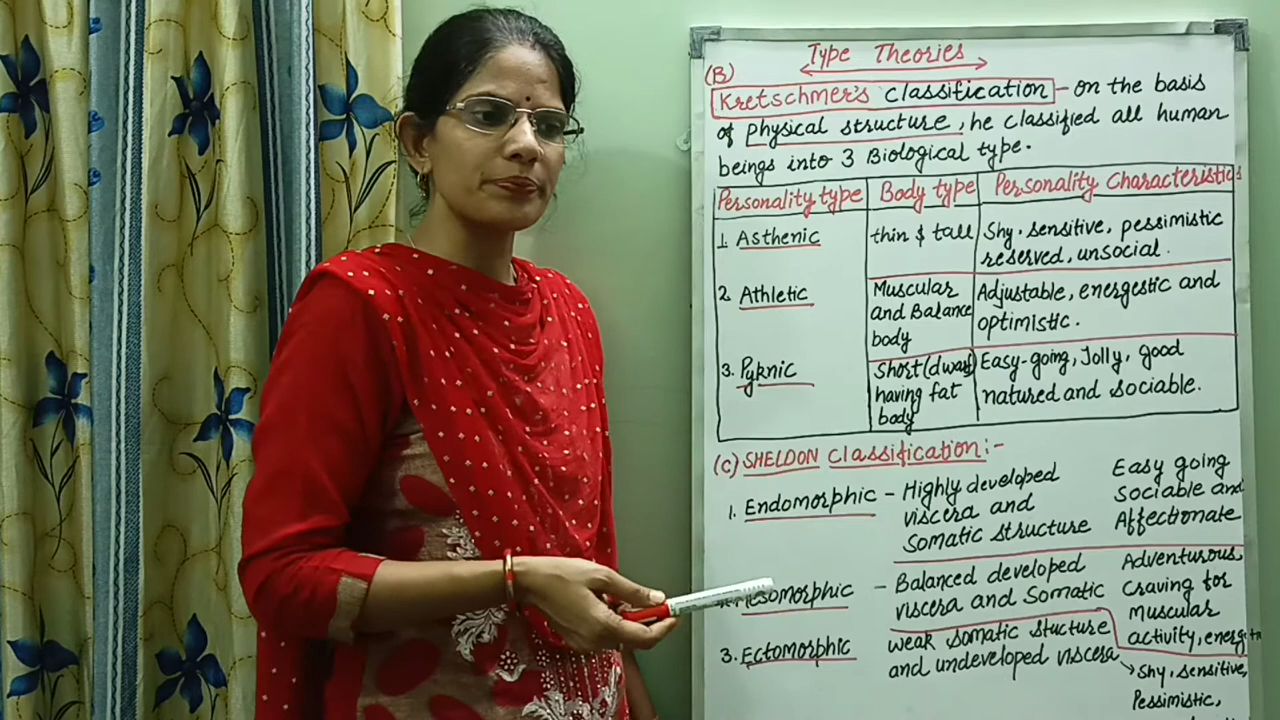 Type Theories
(B)
Kretschmer's classification - on the basis
of physical structure, he classified all human
beings into 3 Biological type.
Personality type Body type Personality Characteristics
1. Asthenic thin & tall Shy. sensitive, pessimistic
reserved, unsocial.
2. Athletic Muscular and Balance body Adjustable, energestic and
optimistic.
3. Pyknic Short (dwarf) having fat body Easy-going, Jolly, good
natured and sociable.
(C) SHELDON Classification:-
1. Endomorphic - Highly developed
viscera and
Somatic structure
Easy going
Sociable and
Affectionate
Mesomorphic - Balanced developed
viscera and Somatic
Adventurous,
Craving for
muscular
activity,
3. Ectomorphic weak somatic stucture
and undeveloped viscera
Shy, sensitive,
Pessimistic,